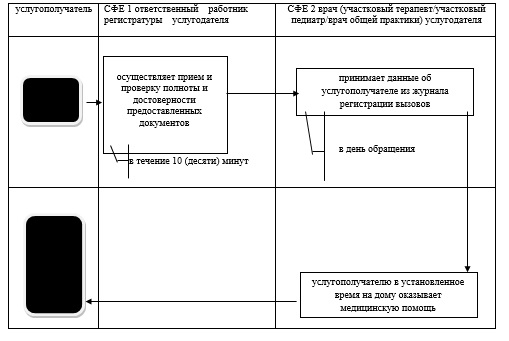 услугополучатель
СФЕ 1 ответственный работник
регистратуры услугодателя
СФЕ 2 врач (участковый терапевт/участковый
педиатр/врач общей практики) услугодателя
осуществляет прием и
проверку полноты и
достоверности
предоставленных
документов
принимает данные об
услугополучателе из журнала
регистрации вызовов
в течение 10 (десяти) минут
в день обращения
услугополучателю в установленное
время на дому оказывает
медицинскую помощь